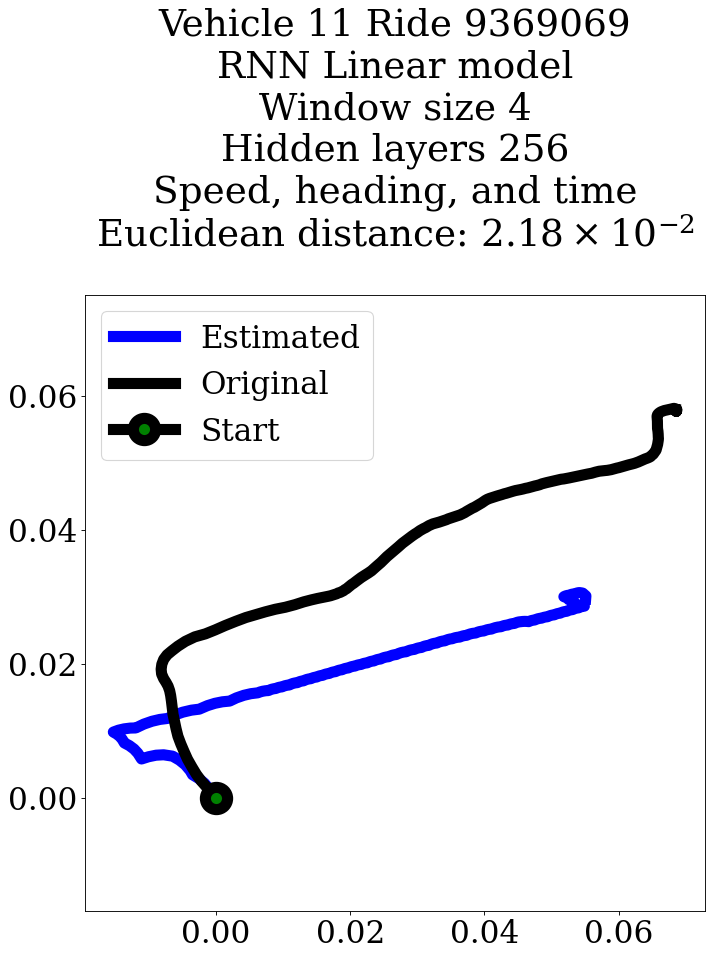 Vehicle 11 Ride 9369069
RNN Linear model
Window size 4
Hidden layers 256
Speed, heading, and time
Euclidean distance: 2.18 × 10⁻²
Estimated
Original
Start
0.06
0.04
0.02
0.00
0.00 0.02 0.04 0.06